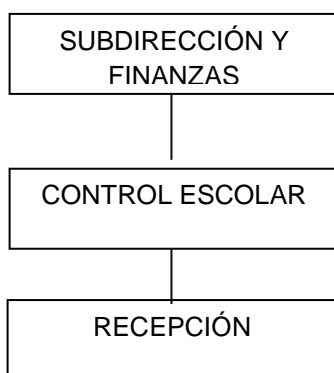 SUBDIRECCIÓN Y
FINANZAS
CONTROL ESCOLAR
RECEPCIÓN